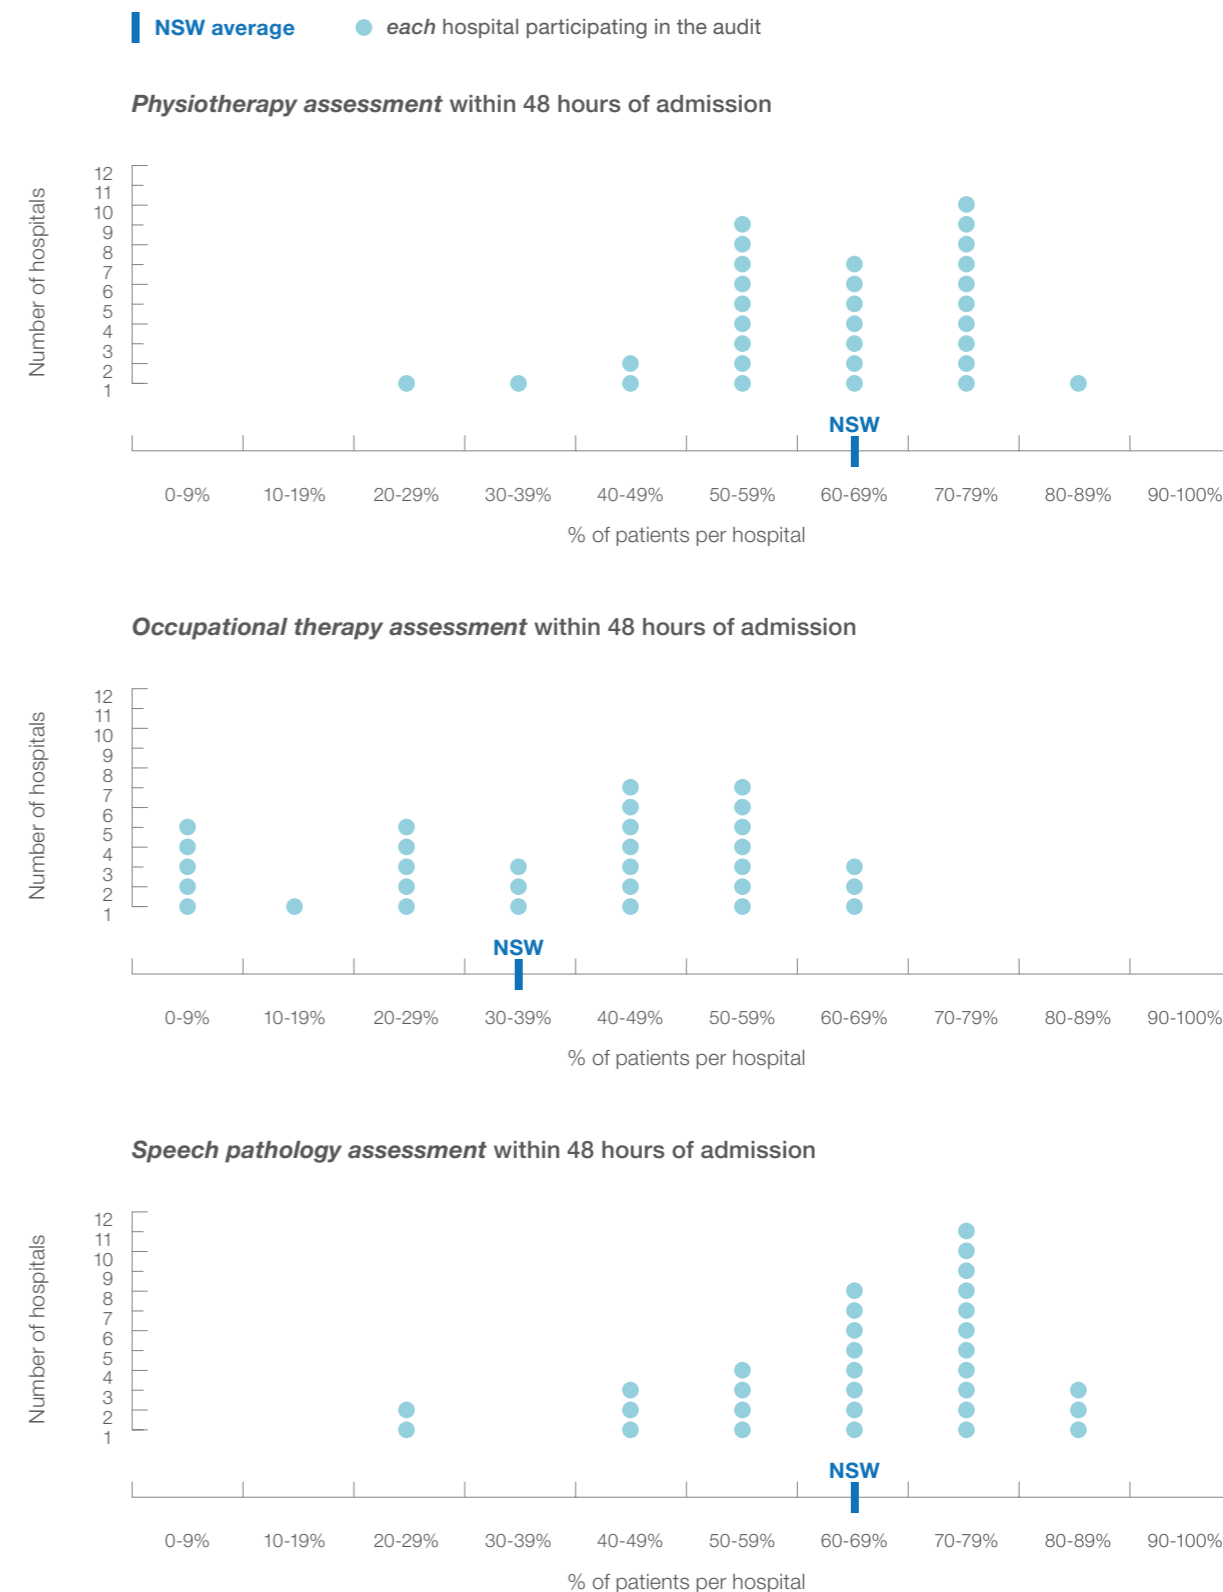 NSW average each hospital participating in the audit
Physiotherapy assessment within 48 hours of admission
Number of hospitals
12
11
10
9
8
7
6
5
4
3
2
1
NSW
0-9% 10-19% 20-29% 30-39% 40-49% 50-59% 60-69% 70-79% 80-89% 90-100%
% of patients per hospital
Occupational therapy assessment within 48 hours of admission
Number of hospitals
12
11
10
9
8
7
6
5
4
3
2
1
NSW
0-9% 10-19% 20-29% 30-39% 40-49% 50-59% 60-69% 70-79% 80-89% 90-100%
% of patients per hospital
Speech pathology assessment within 48 hours of admission
Number of hospitals
12
11
10
9
8
7
6
5
4
3
2
1
NSW
0-9% 10-19% 20-29% 30-39% 40-49% 50-59% 60-69% 70-79% 80-89% 90-100%
% of patients per hospital